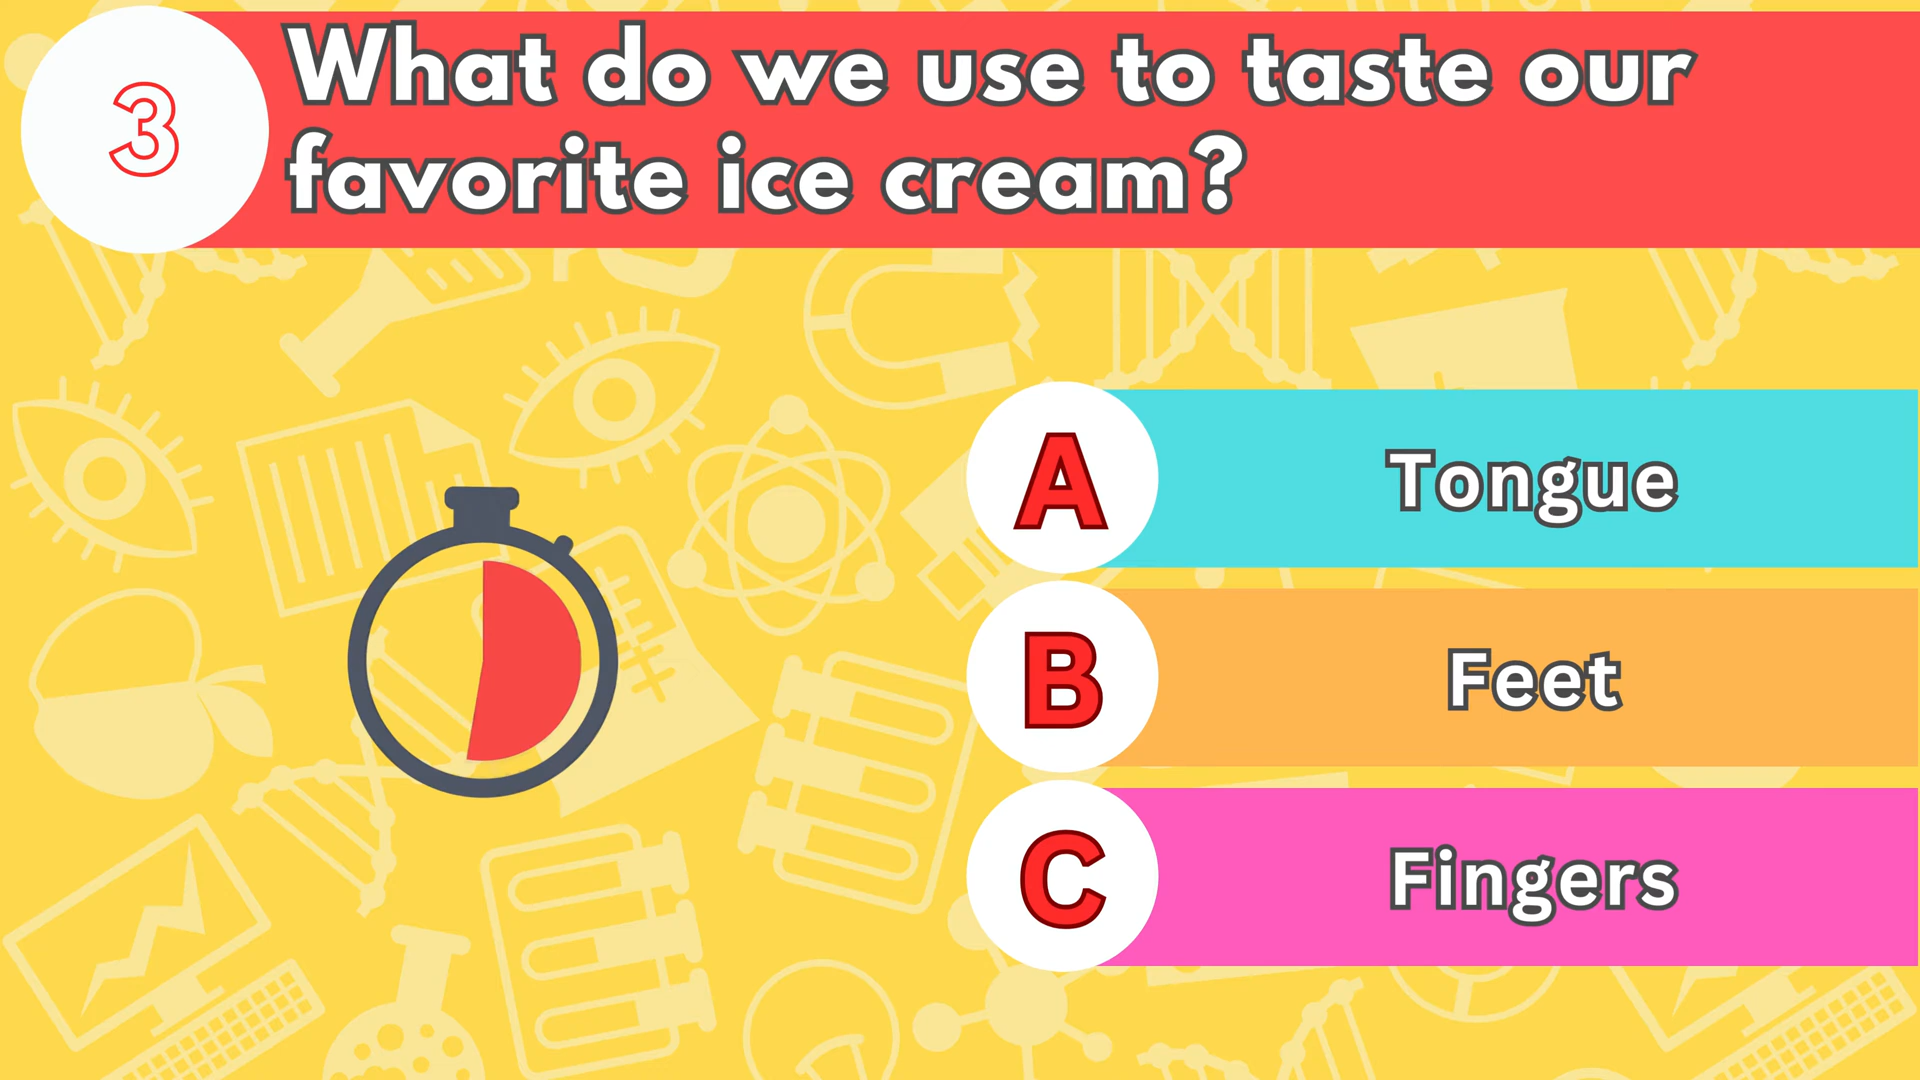 3
What do we use to taste our
favorite ice cream?
A
Tongue
B
Feet
C
Fingers